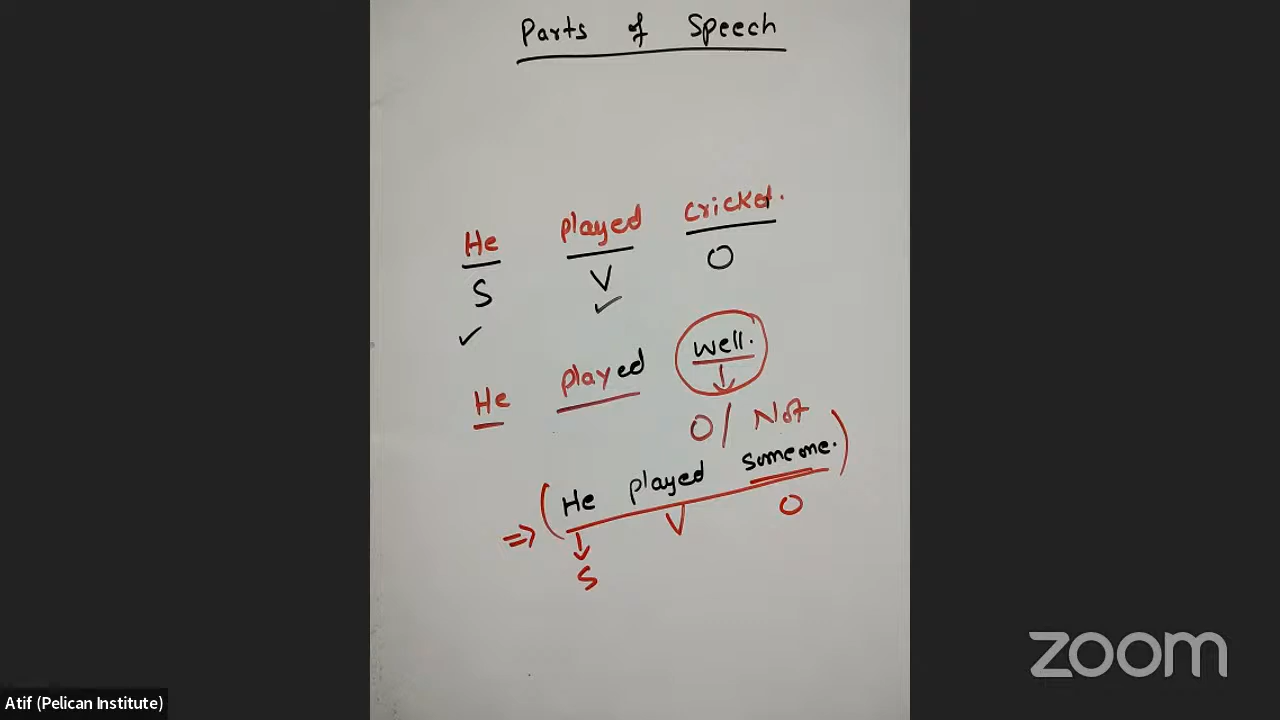 Parts of Speech
He played cricket.
S V O
He played well.
O/ Not
⇒ (He played someone.)
S V O
zoom
Atif (Pelican Institute)